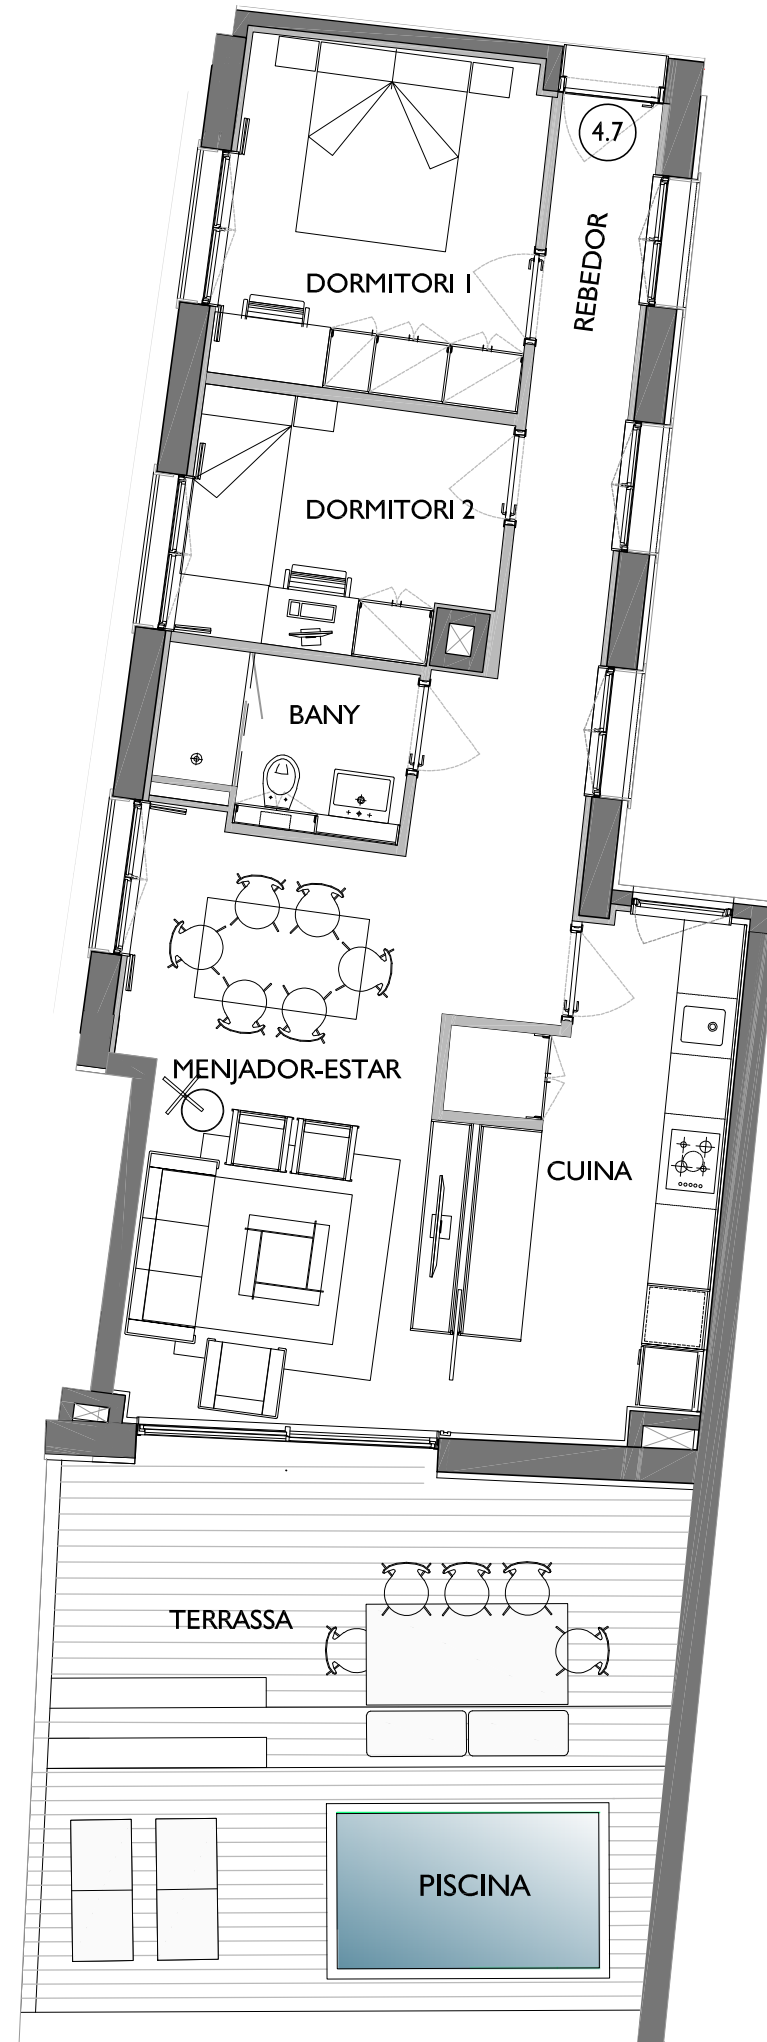 4.7
REBEDOR
DORMITORI 1
DORMITORI 2
BANY
MENJADOR-ESTAR
CUINA
TERRASSA
PISCINA